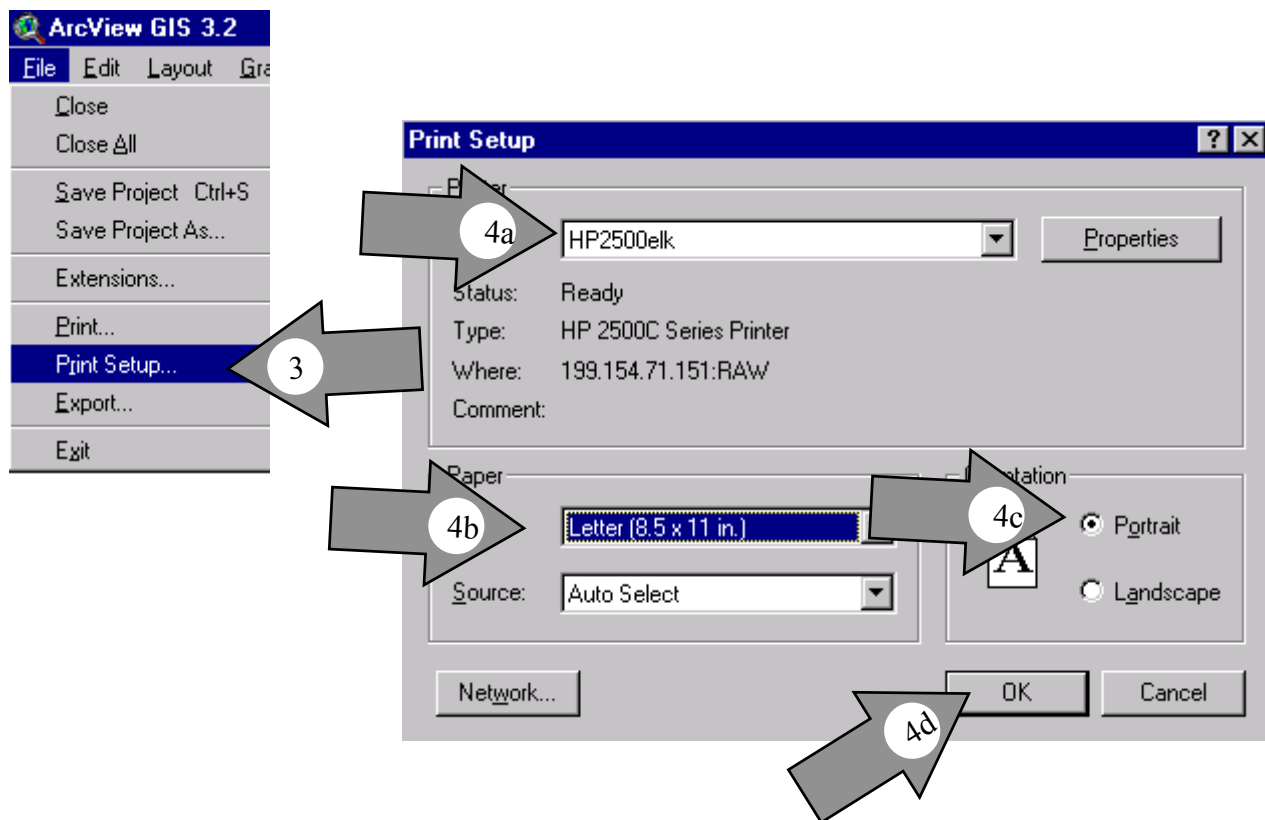 ArcView GIS 3.2
File Edit Layout Gra
Close
Close All
Save Project Ctrl+S
Save Project As...
Extensions...
Print...
Print Setup...
Export...
Exit
3
Print Setup
4a
HP2500elk
Properties
Status: Ready
Type: HP 2500C Series Printer
Where: 199.154.71.151:RAW
Comment:
Paper
4b
Letter (8.5 x 11 in.)
Source: Auto Select
4c
A
Portrait
Landscape
Network...
OK
Cancel
4d